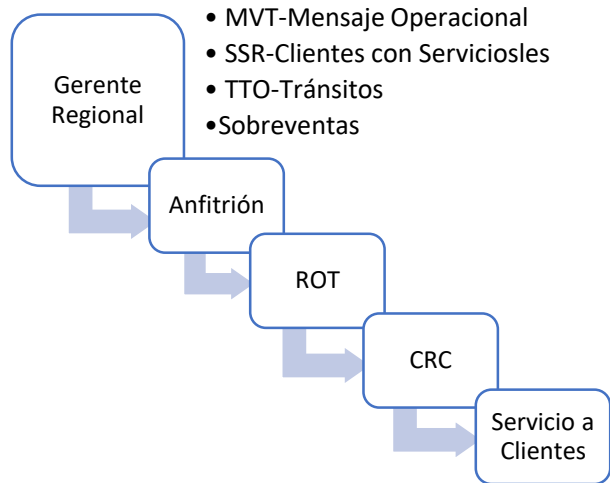 • MVT-Mensaje Operacional
• SSR-Clientes con Serviciosles
• TTO-Tránsitos
•Sobreventas
Gerente
Regional
Anfitrión
ROT
CRC
Servicio a
Clientes